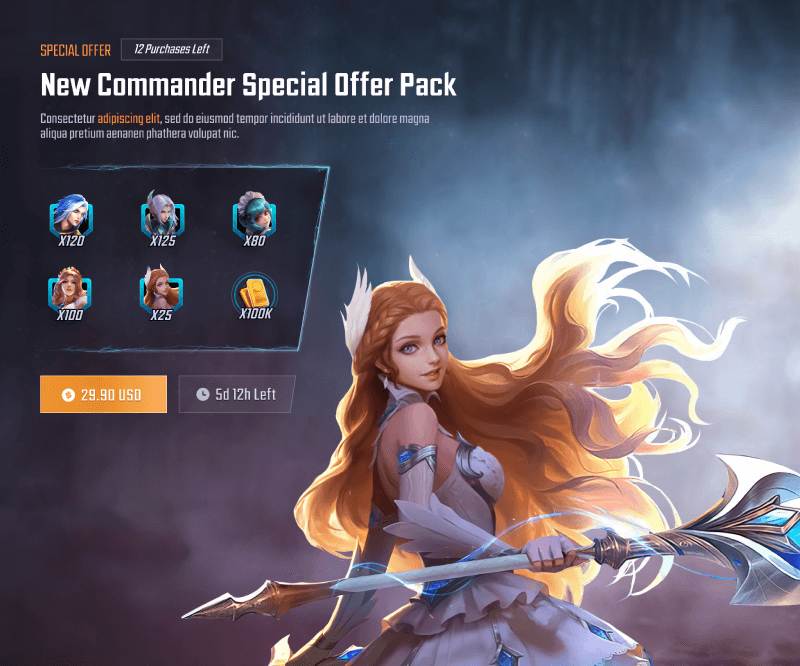 SPECIAL OFFER 12 Purchases Left
New Commander Special Offer Pack
Consectetur adipiscing elit, sed do eiusmod tempor incididunt ut labore et dolore magna
aliqua pretium aenanen phathera volupat nic.
X120 X125 X80
X100 X25 X100K
29.90 USD 5d 12h Left